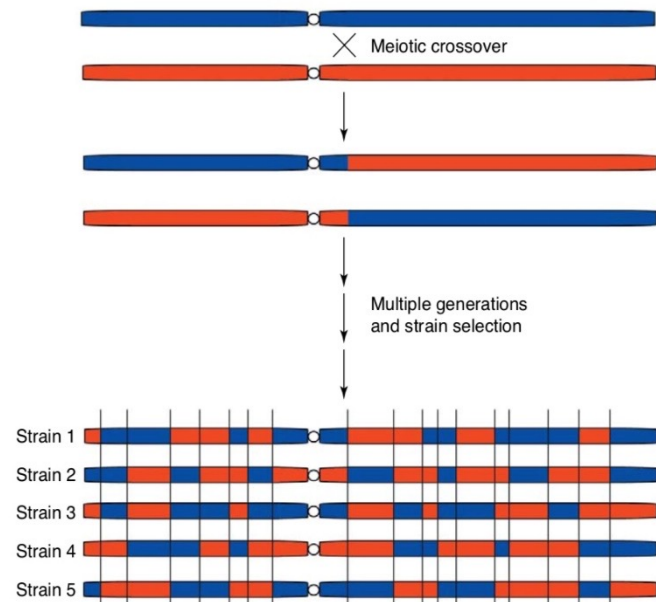 Meiotic crossover
Multiple generations
and strain selection
Strain 1
Strain 2
Strain 3
Strain 4
Strain 5